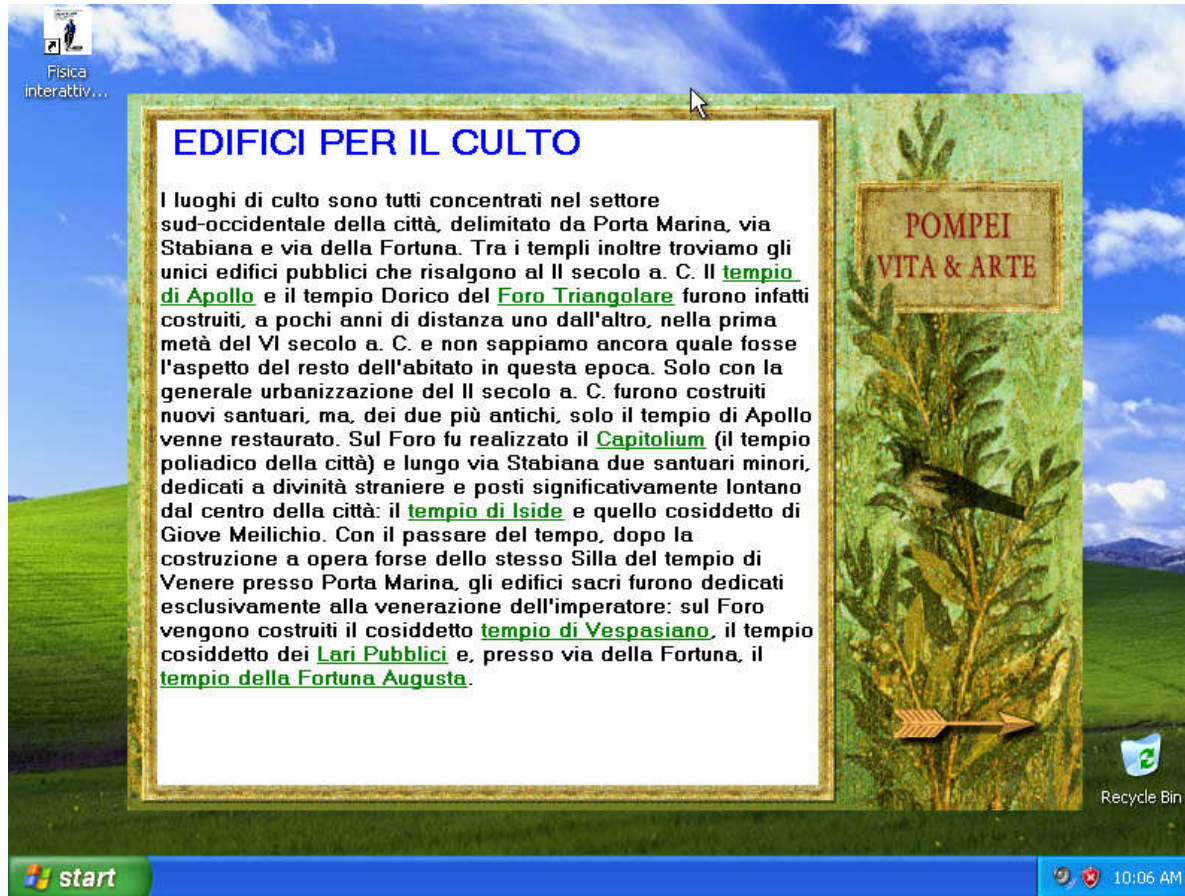 Fisica
interattiv...
EDIFICI PER IL CULTO
I luoghi di culto sono tutti concentrati nel settore
sud-occidentale della città, delimitato da Porta Marina, via
Stabiana e via della Fortuna. Tra i templi inoltre troviamo gli
unici edifici pubblici che risalgono al II secolo a. C. Il tempio
di Apollo e il tempio Dorico del Foro Triangolare furono infatti
costruiti, a pochi anni di distanza uno dall'altro, nella prima
metà del VI secolo a. C. e non sappiamo ancora quale fosse
l'aspetto del resto dell'abitato in questa epoca. Solo con la
generale urbanizzazione del II secolo a. C. furono costruiti
nuovi santuari, ma, dei due più antichi, solo il tempio di Apollo
venne restaurato. Sul Foro fu realizzato il Capitolium (il tempio
poliadico della città) e lungo via Stabiana due santuari minori,
dedicati a divinità straniere e posti significativamente lontano
dal centro della città: il tempio di Iside e quello cosiddetto di
Giove Meilichio. Con il passare del tempo, dopo la
costruzione a opera forse dello stesso Silla del tempio di
Venere presso Porta Marina, gli edifici sacri furono dedicati
esclusivamente alla venerazione dell'imperatore: sul Foro
vengono costruiti il cosiddetto tempio di Vespasiano, il tempio
cosiddetto dei Lari Pubblici e, presso via della Fortuna, il
tempio della Fortuna Augusta.
POMPEI
VITA & ARTE
Recycle Bin
start
10:06 AM